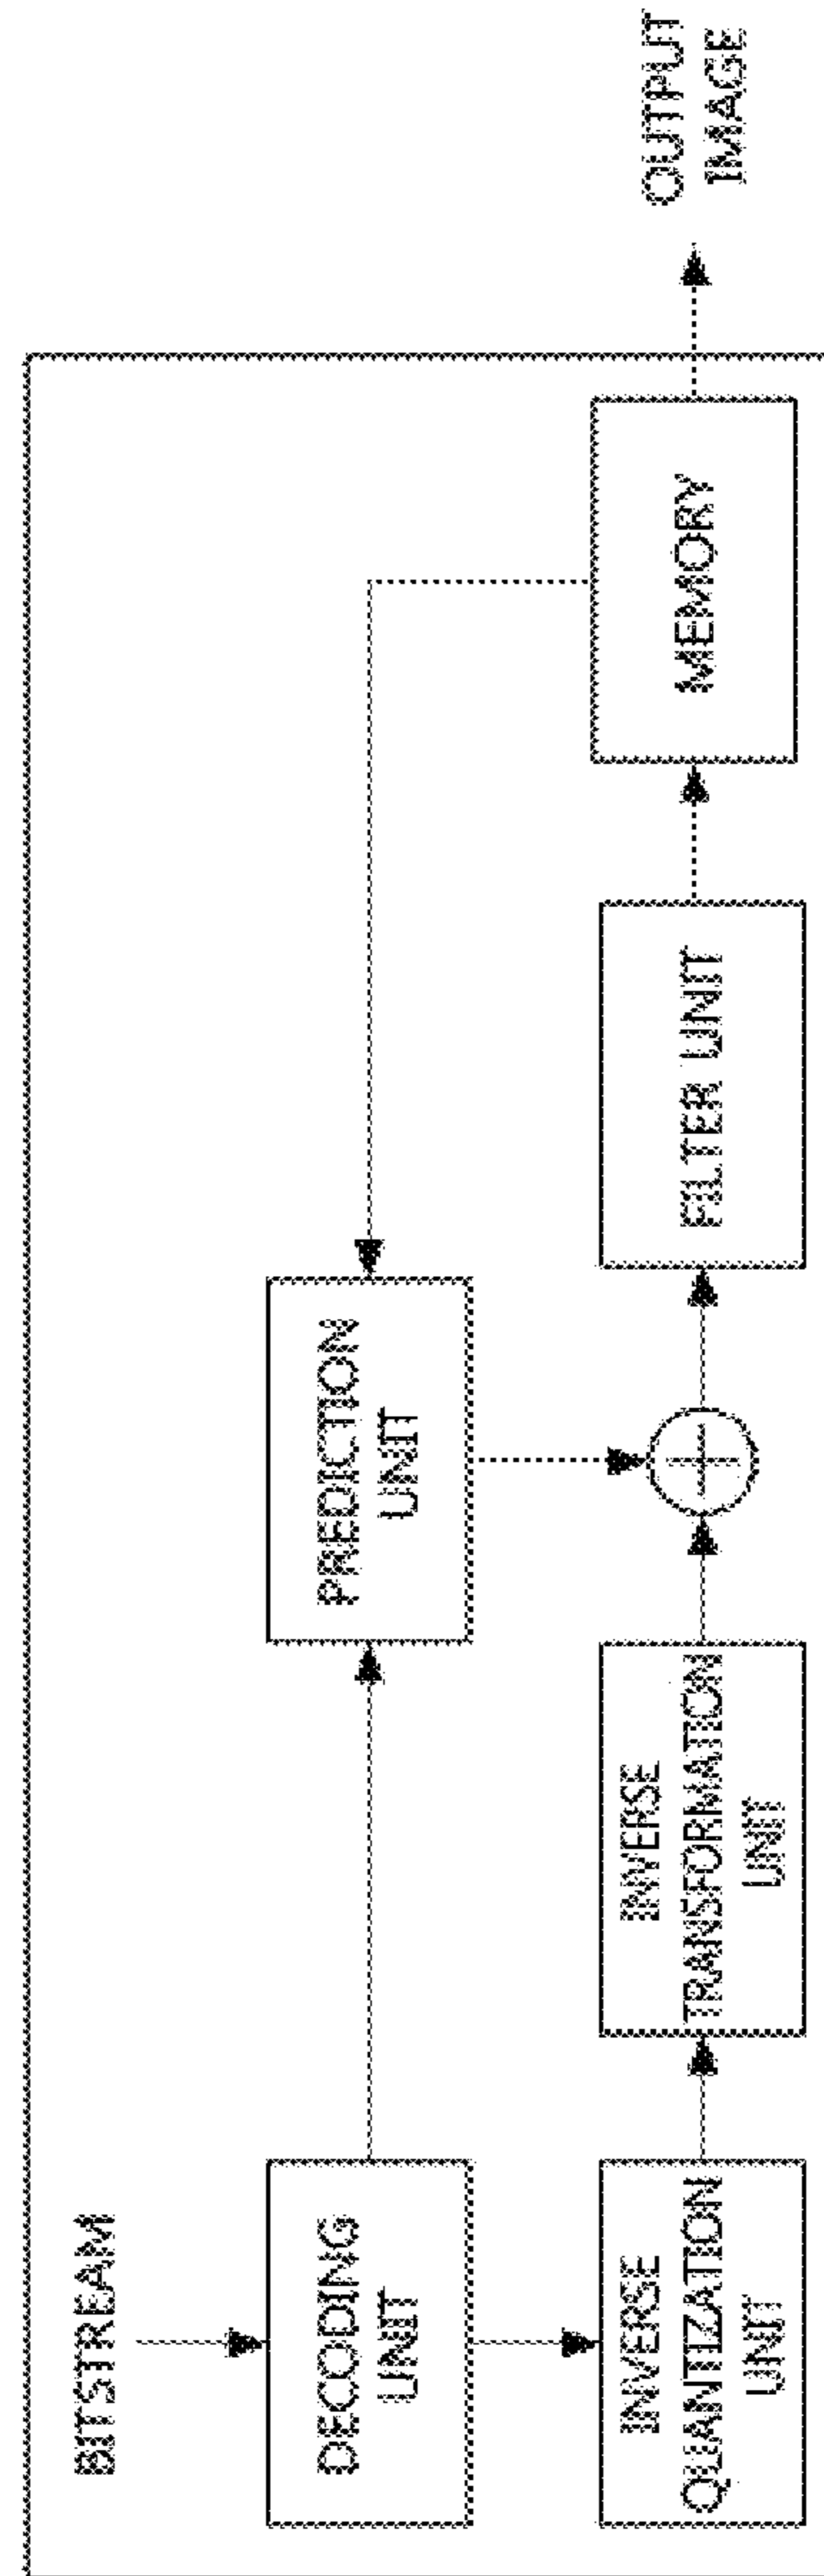 BITSTREAM
DECODING
UNIT
PREDICTION
UNIT
INVERSE
QUANTIZATION
UNIT
INVERSE
TRANSFORMATION
UNIT
FILTER UNIT
MEMORY
OUTPUT
IMAGE